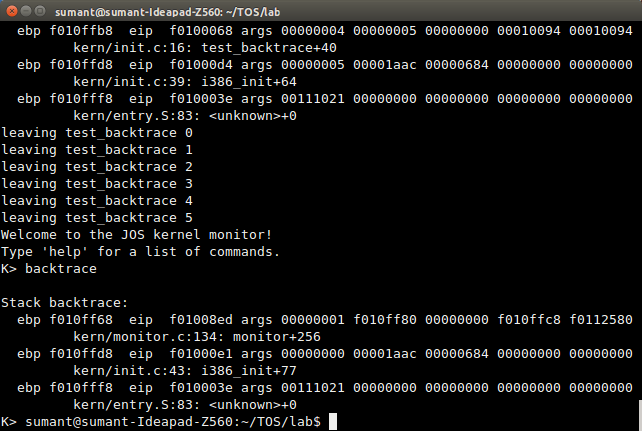 sumant@sumant-Ideapad-Z560: ~/TOS/lab
ebp f010ffb8 eip f0100068 args 00000004 00000005 00000000 00010094 00010094
kern/init.c:16: test_backtrace+40
ebp f010ffd8 eip f01000d4 args 00000005 00001aac 00000684 00000000 00000000
kern/init.c:39: i386_init+64
ebp f010fff8 eip f010003e args 00111021 00000000 00000000 00000000 00000000
kern/entry.S:83: <unknown>+0
leaving test_backtrace 0
leaving test_backtrace 1
leaving test_backtrace 2
leaving test_backtrace 3
leaving test_backtrace 4
leaving test_backtrace 5
Welcome to the JOS kernel monitor!
Type 'help' for a list of commands.
K> backtrace
Stack backtrace:
ebp f010ff68 eip f01008ed args 00000001 f010ff80 00000000 f010ffc8 f0112580
kern/monitor.c:134: monitor+256
ebp f010ffd8 eip f01000e1 args 00000000 00001aac 00000684 00000000 00000000
kern/init.c:43: i386_init+77
ebp f010fff8 eip f010003e args 00111021 00000000 00000000 00000000 00000000
kern/entry.S:83: <unknown>+0
K> sumant@sumant-Ideapad-Z560:~/TOS/lab$